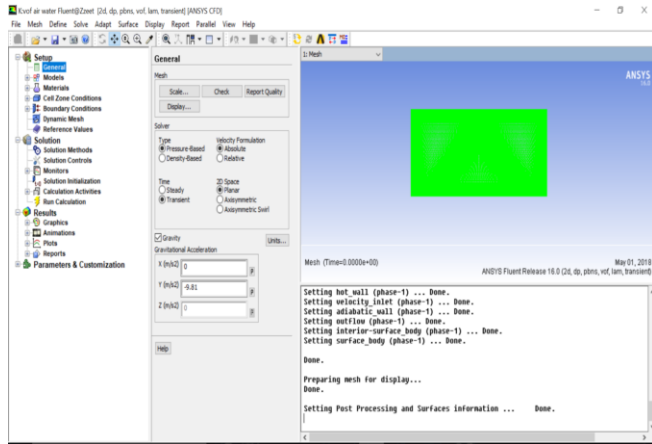 Kvof air water Fluent@Zeet [2d, dp, pbns, vof, lam, transient] [ANSYS CFD]
File Mesh Define Solve Adapt Surface Display Report Parallel View Help
Setup
General
Models
Materials
Cell Zone Conditions
Boundary Conditions
Dynamic Mesh
Reference Values
Solution
Solution Methods
Solution Controls
Monitors
Solution Initialization
Calculation Activities
Run Calculation
Results
Graphics
Animations
Plots
Reports
Parameters & Customization
General
Mesh
Scale... Check Report Quality
Display...
Solver
Type Velocity Formulation
Pressure-Based Absolute
Density-Based Relative
Time 2D Space
Steady Planar
Transient Axisymmetric
Axisymmetric Swirl
Gravity Units...
Gravitational Acceleration
X (m/s2) 0
Y (m/s2) -9.81
Z (m/s2) 0
Help
1: Mesh
ANSYS
16.0
Mesh (Time=0.0000e+00) May 01, 2018
ANSYS Fluent Release 16.0 (2d, dp, pbns, vof, lam, transient)
Setting hot_wall (phase-1) ... Done.
Setting velocity_inlet (phase-1) ... Done.
Setting adiabatic_wall (phase-1) ... Done.
Setting outflow (phase-1) ... Done.
Setting interior-surface_body (phase-1) ... Done.
Setting surface_body (phase-1) ... Done.
Done.
Preparing mesh for display...
Done.
Setting Post Processing and Surfaces information ... Done.